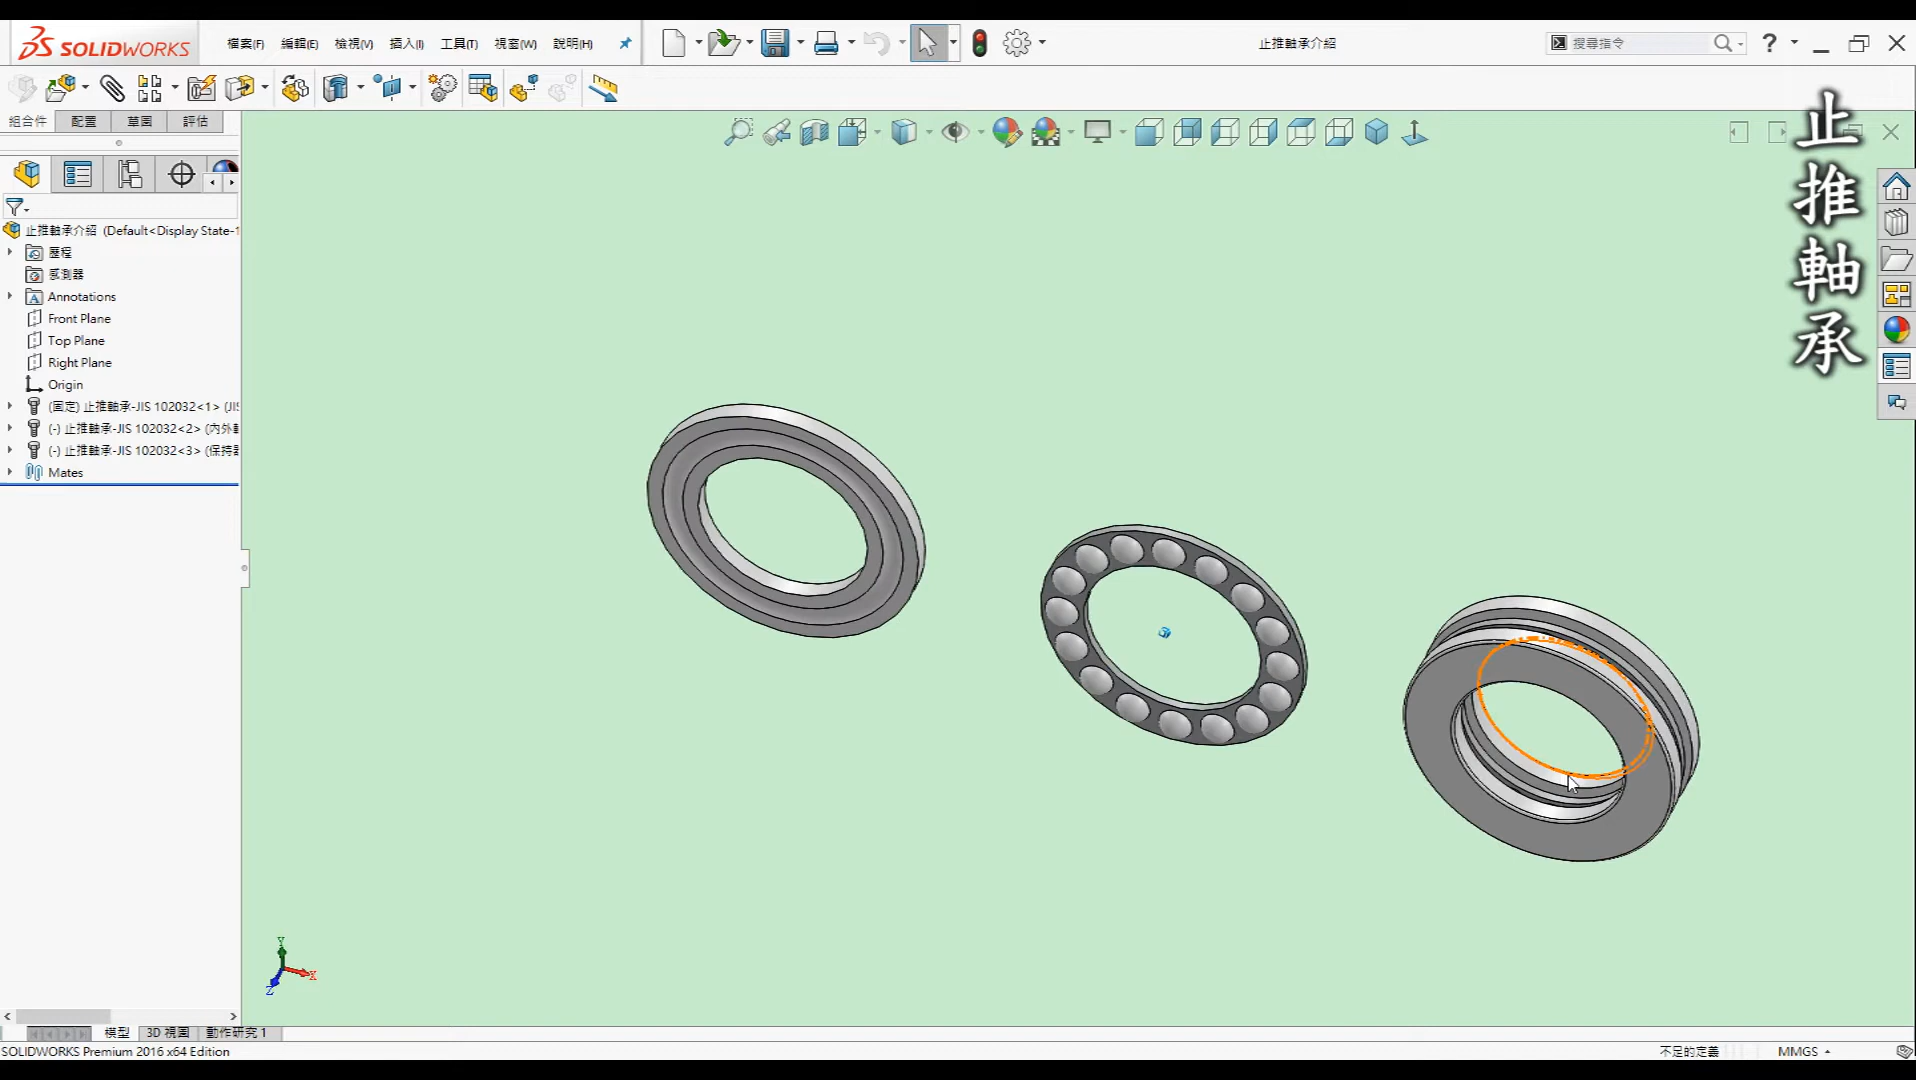 SOLIDWORKS
檔案(F)
編輯(E)
檢視(V)
插入(I)
工具(T)
視窗(W)
說明(H)
止推軸承介紹
搜尋指令
?
組合件
配置
草圖
評估
止推軸承介紹 (Default<Display State-1
歷程
感測器
A Annotations
Front Plane
Top Plane
Right Plane
Origin
(固定) 止推軸承-JIS 102032<1> (JIS
(-) 止推軸承-JIS 102032<2> (內外
(-) 止推軸承-JIS 102032<3> (保持
Mates
止推軸承
Y
X
Z
模型
3D 視圖
動作研究 1
SOLIDWORKS Premium 2016 x64 Edition
不足的定義
MMGS